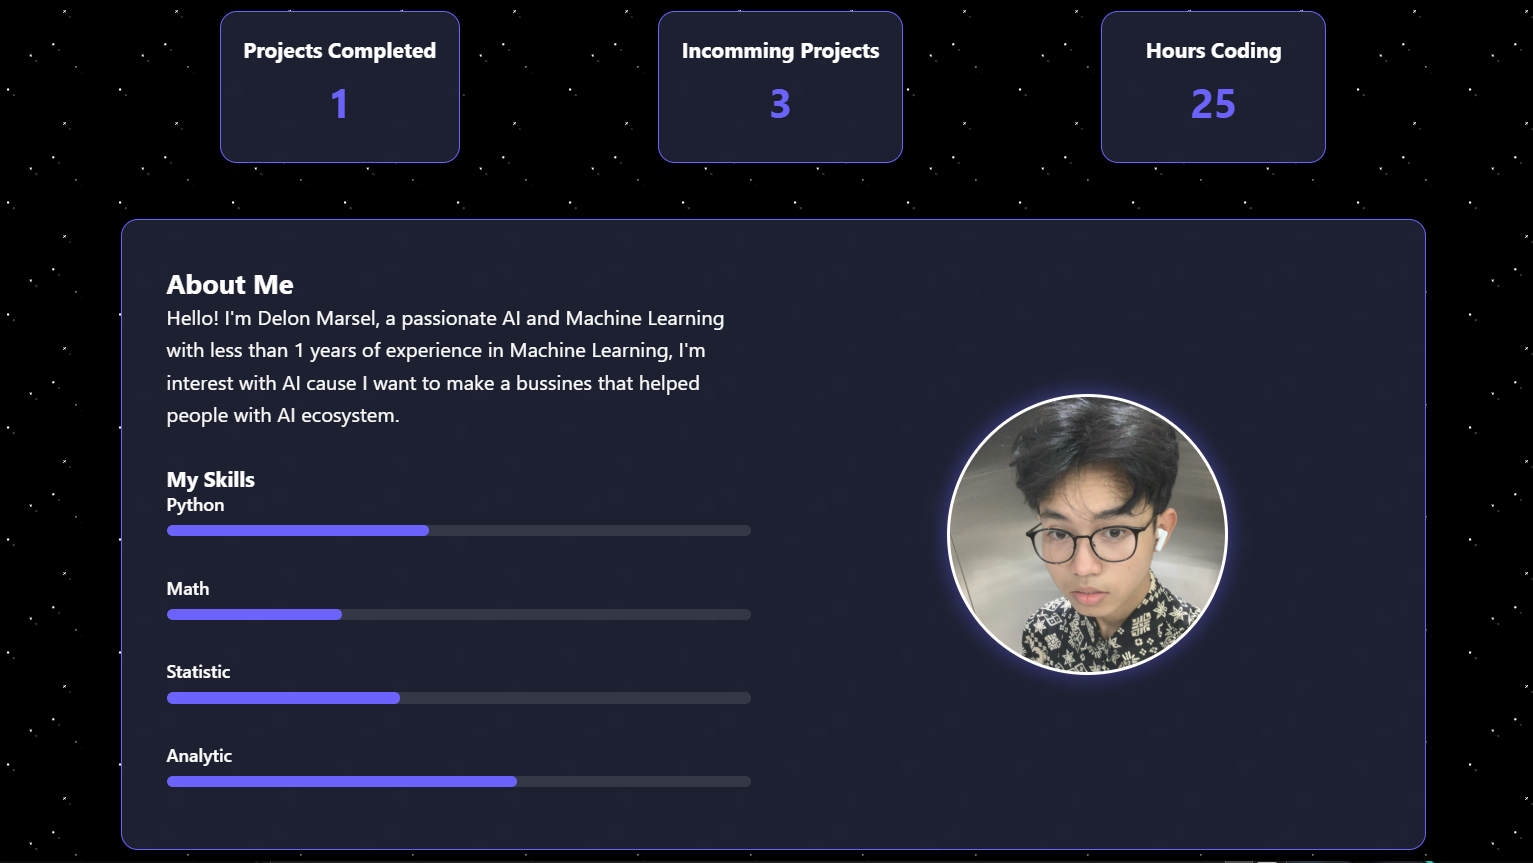 Projects Completed
1
Incomming Projects
3
Hours Coding
25
About Me
Hello! I'm Delon Marsel, a passionate AI and Machine Learning
with less than 1 years of experience in Machine Learning, I'm
interest with AI cause I want to make a bussines that helped
people with AI ecosystem.
My Skills
Python
Math
Statistic
Analytic